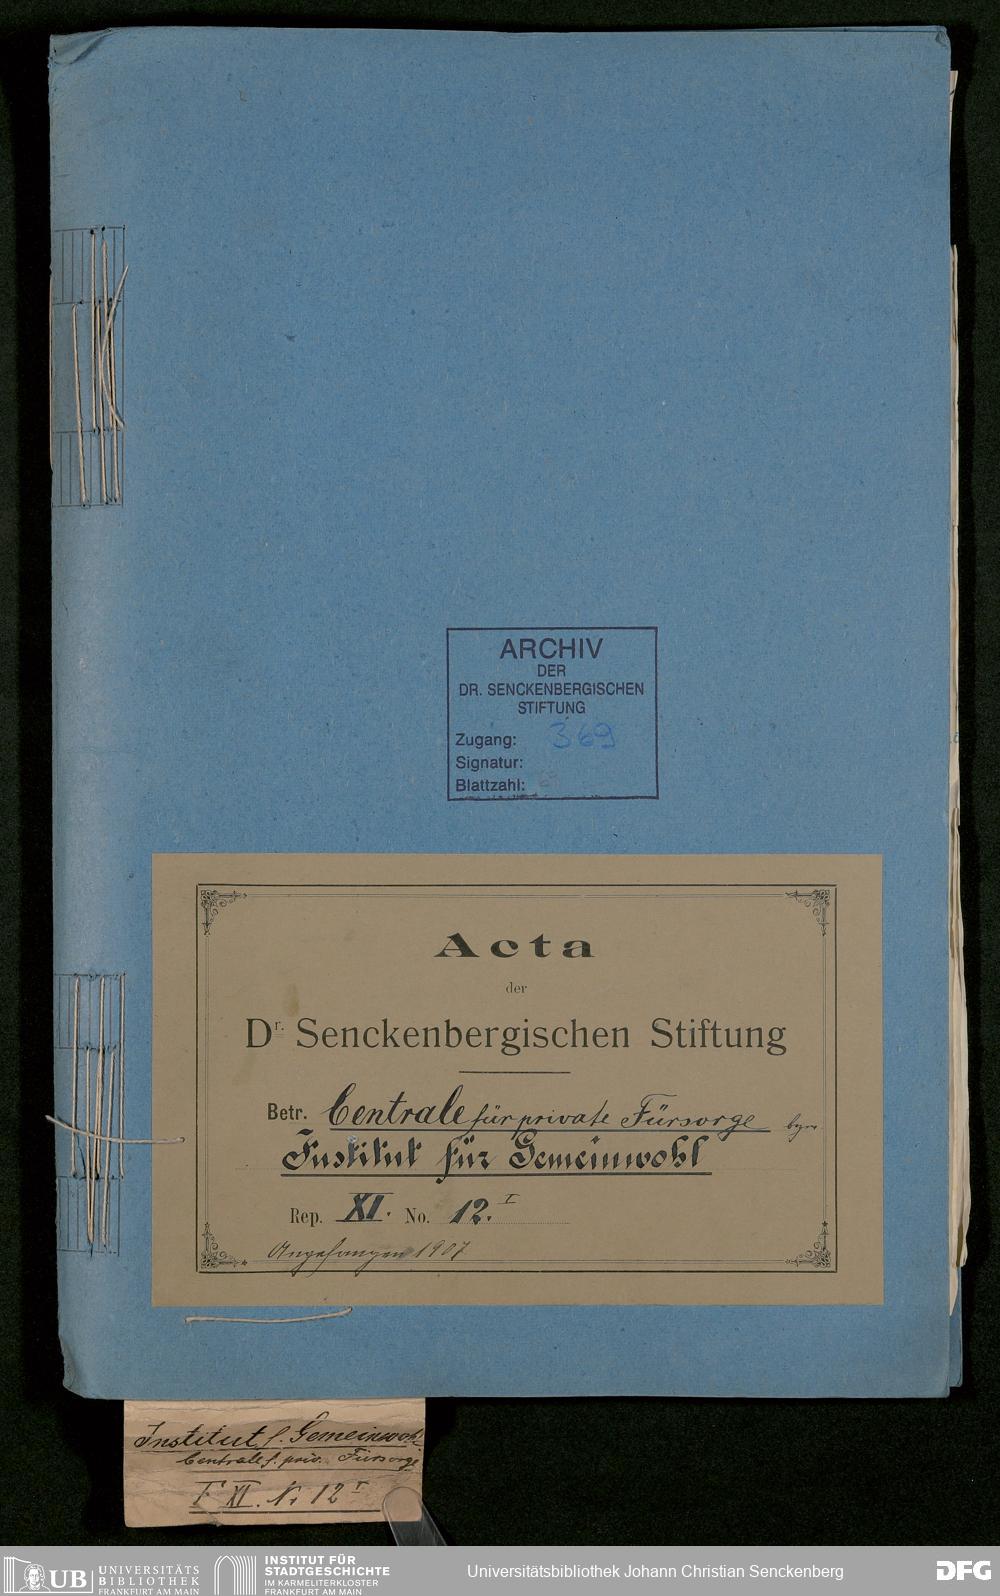 ARCHIV
DER
DR. SENCKENBERGISCHEN
STIFTUNG
Zugang: 369
Signatur:
Blattzahl:
Acta
der
Dr. Senckenbergischen Stiftung
Betr. Centrale für private Fürsorge
Institut für Gemeinwohl
Rep. XI. No. 12. I
Angefangen 1907
Institut f. Gemeinwohl
Centrale f. priv. Fürsorge
F XI. No 12 I
UB UNIVERSITÄTS
BIBLIOTHEK
FRANKFURT AM MAIN
INSTITUT FÜR
STADTGESCHICHTE
IM KARMELITERKLOSTER
FRANKFURT AM MAIN
Universitätsbibliothek Johann Christian Senckenberg
DFG